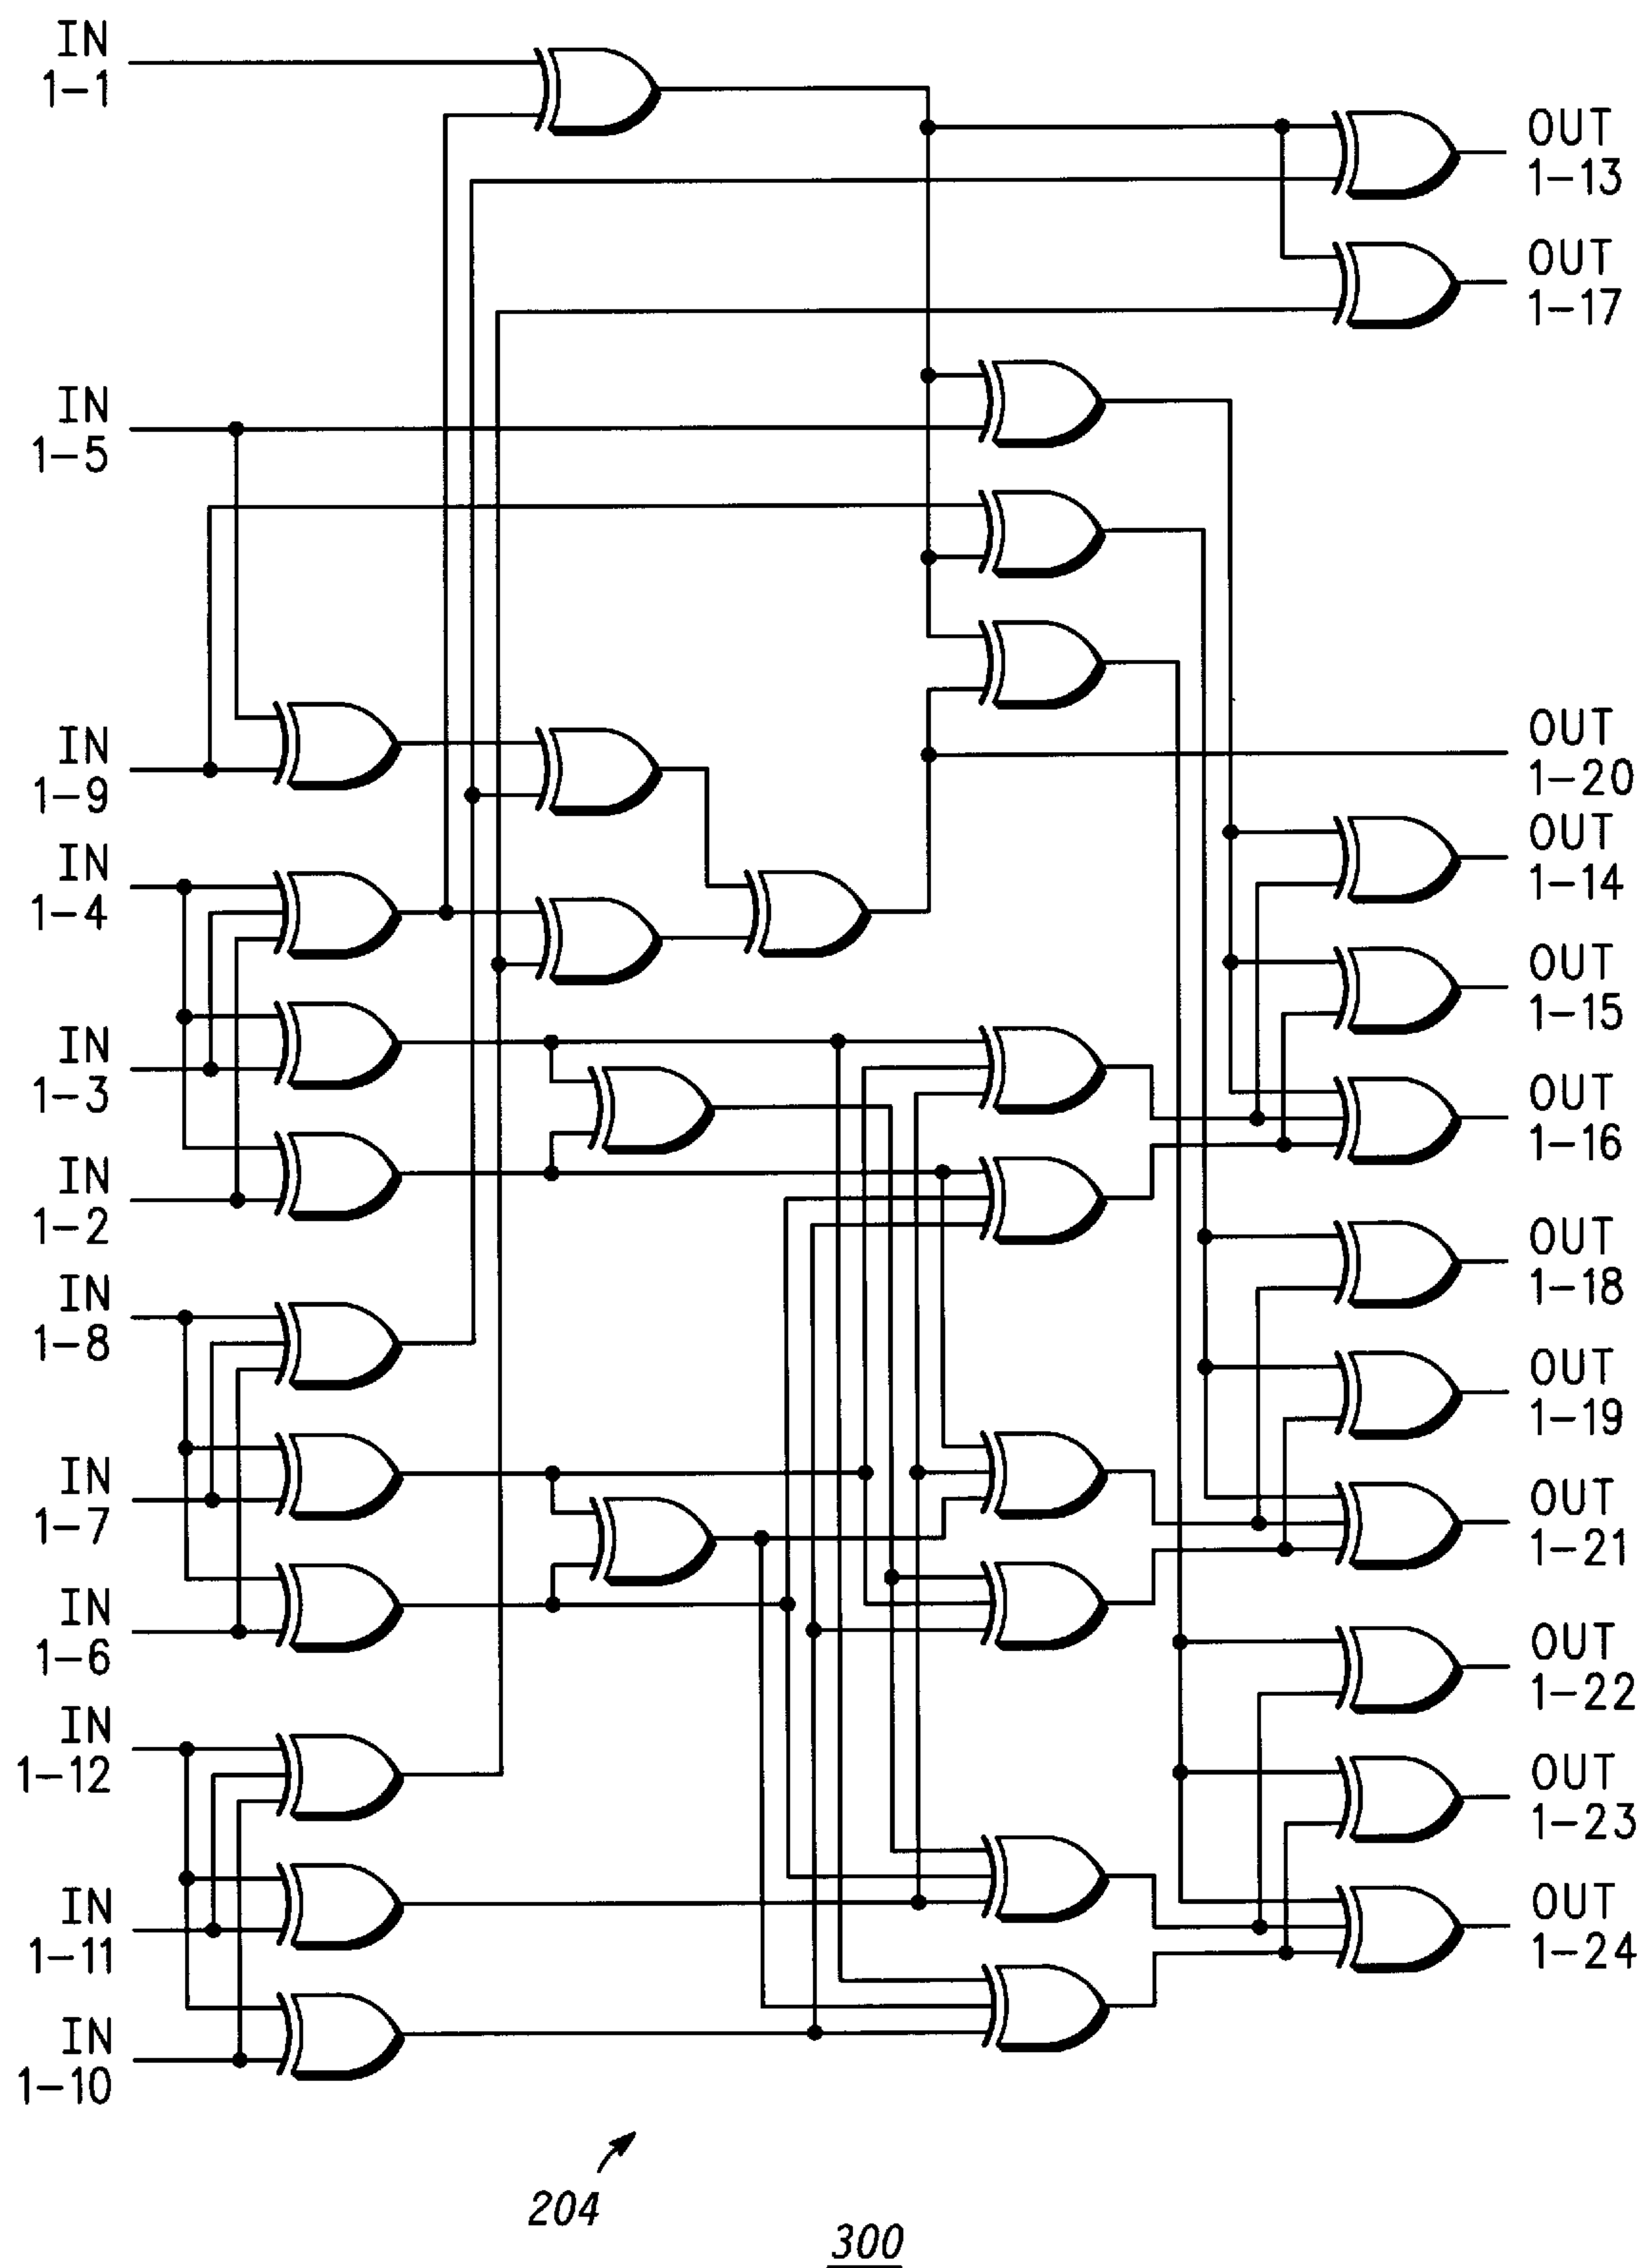 IN
1-1
OUT
1-13
OUT
1-17
IN
1-5
IN
1-9
OUT
1-20
IN
1-4
OUT
1-14
OUT
1-15
IN
1-3
OUT
1-16
IN
1-2
OUT
1-18
IN
1-8
OUT
1-19
IN
1-7
OUT
1-21
IN
1-6
OUT
1-22
IN
1-12
OUT
1-23
IN
1-11
OUT
1-24
IN
1-10
204
300